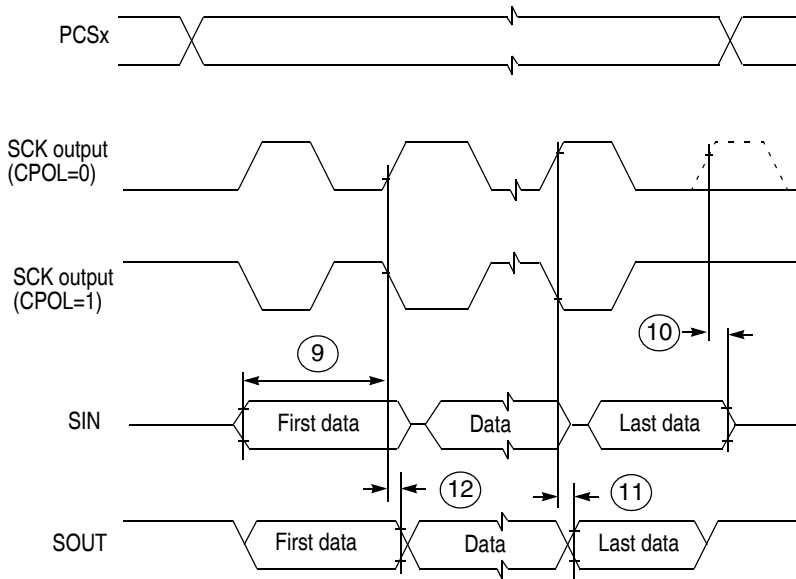 PCSx
SCK output
(CPOL=0)
SCK output
(CPOL=1)
10
9
SIN
First data
Data
Last data
12
11
SOUT
First data
Data
Last data